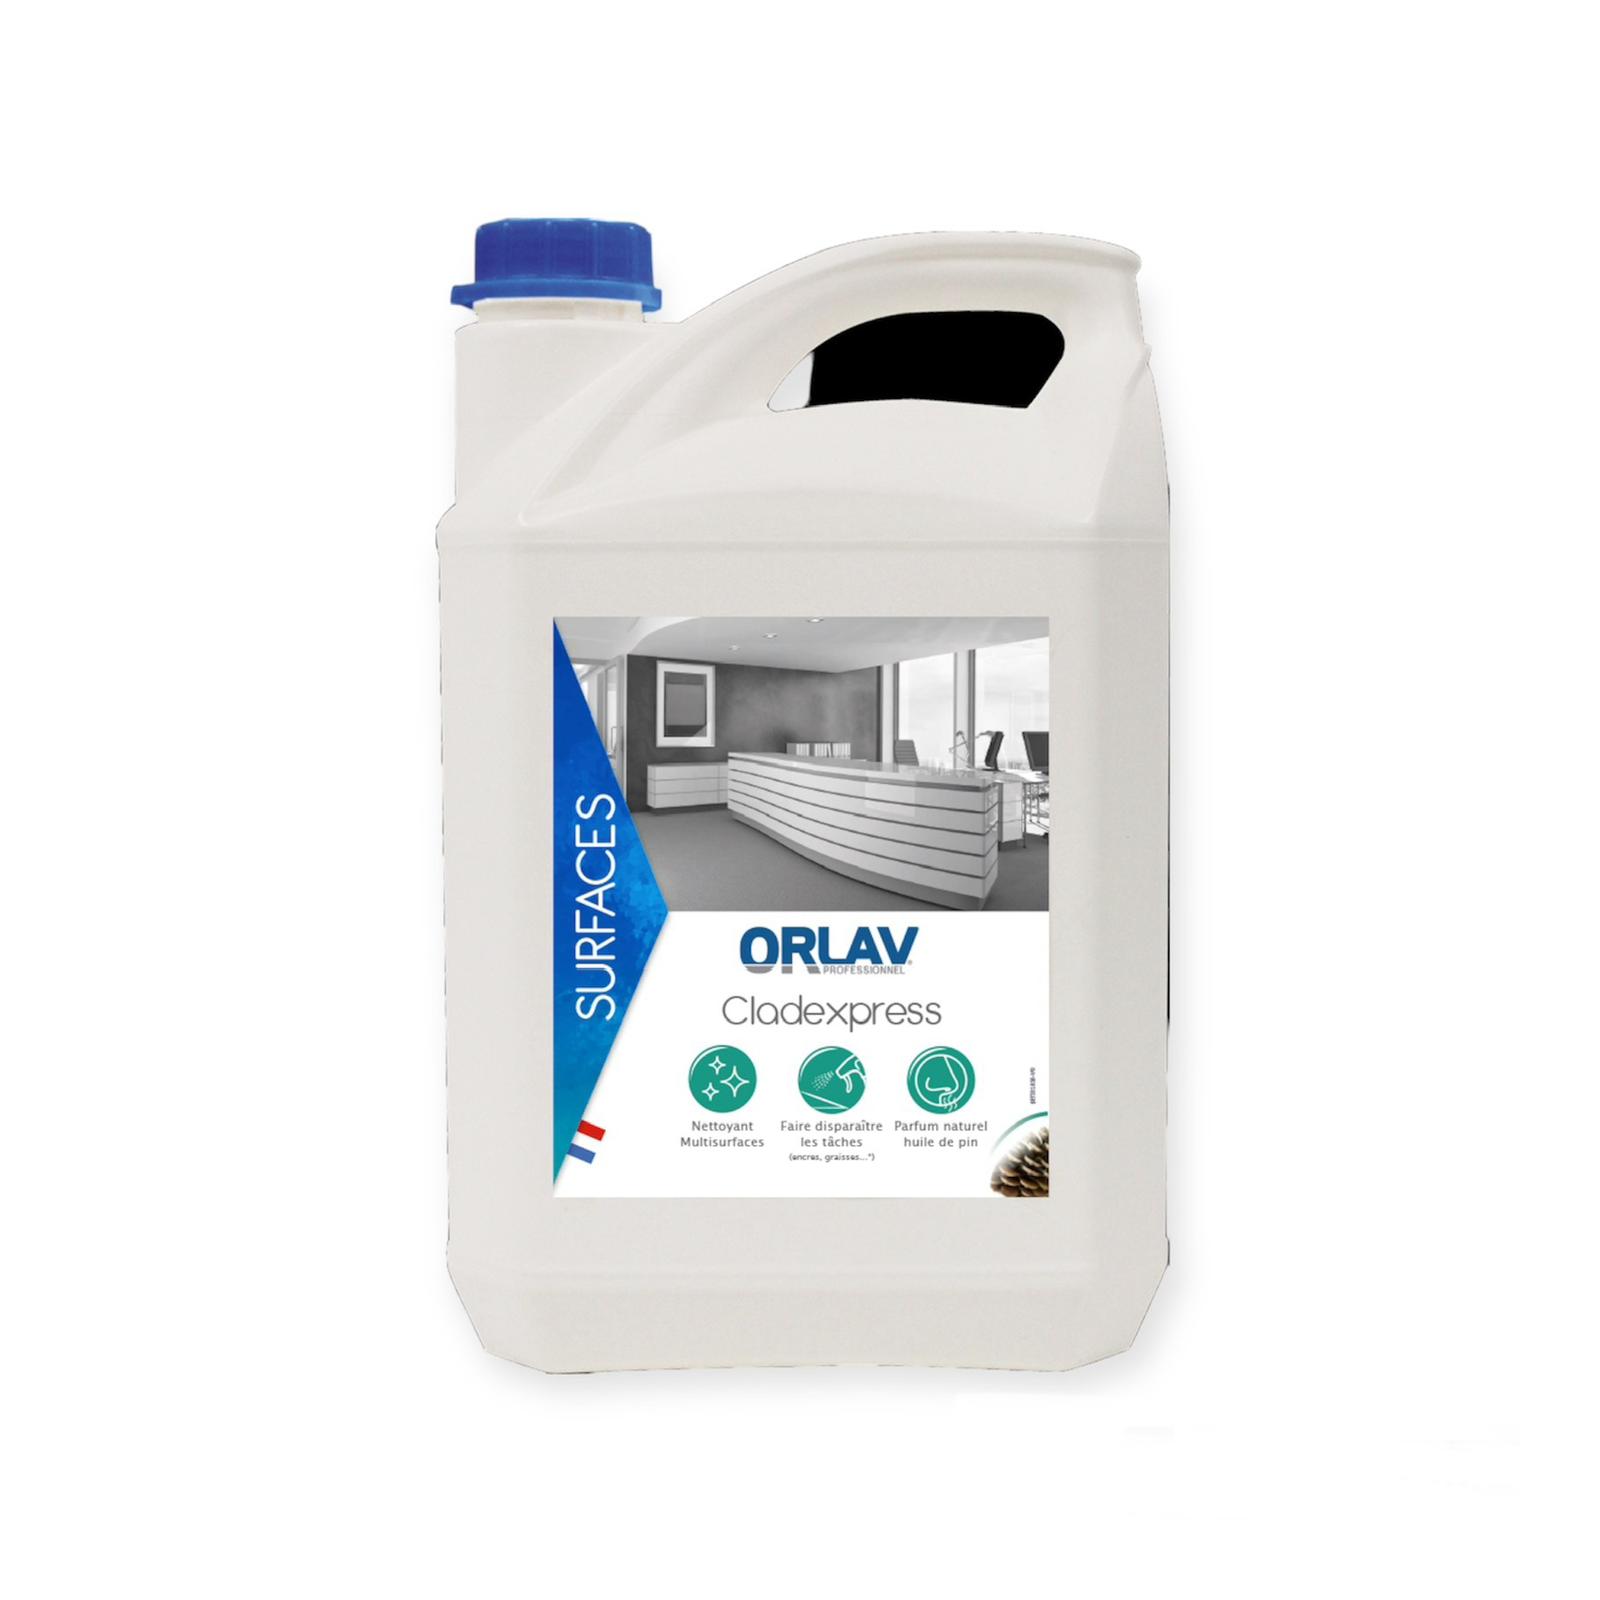 SURFACES
ORLAV
PROFESSIONNEL
Cladexpress
Nettoyant
Multisurfaces
Faire disparaître
les tâches
(encres, graisses...*)
Parfum naturel
huile de pin